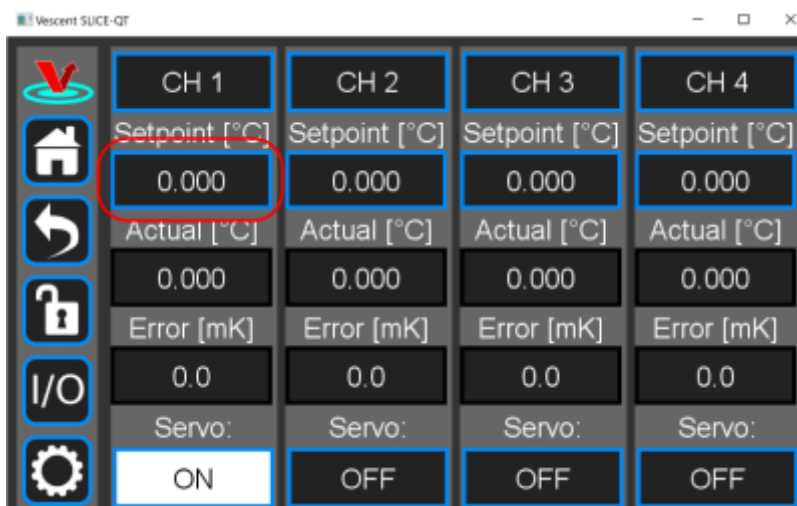 Vescent SLICE-QT
CH 1 CH 2 CH 3 CH 4
Setpoint [°C] Setpoint [°C] Setpoint [°C] Setpoint [°C]
0.000 0.000 0.000 0.000
Actual [°C] Actual [°C] Actual [°C] Actual [°C]
0.000 0.000 0.000 0.000
Error [mK] Error [mK] Error [mK] Error [mK]
I/O 0.0 0.0 0.0 0.0
Servo: Servo: Servo: Servo:
ON OFF OFF OFF